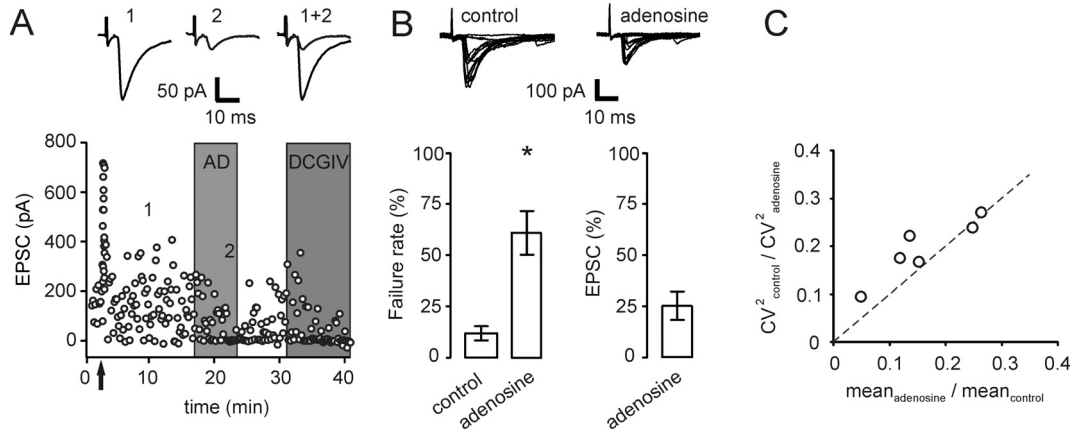 A
1
2
1+2
50 pA
10 ms
EPSC (pA)
800
600
400
200
0
AD
DCGIV
1
2
0
10
20
30
40
time (min)
B
control
adenosine
100 pA
10 ms
Failure rate (%)
100
75
50
25
0
*
control
adenosine
EPSC (%)
100
75
50
25
0
adenosine
C
CV²control / CV²adenosine
0.4
0.3
0.2
0.1
0
0
0.1
0.2
0.3
0.4
meanadenosine / meancontrol